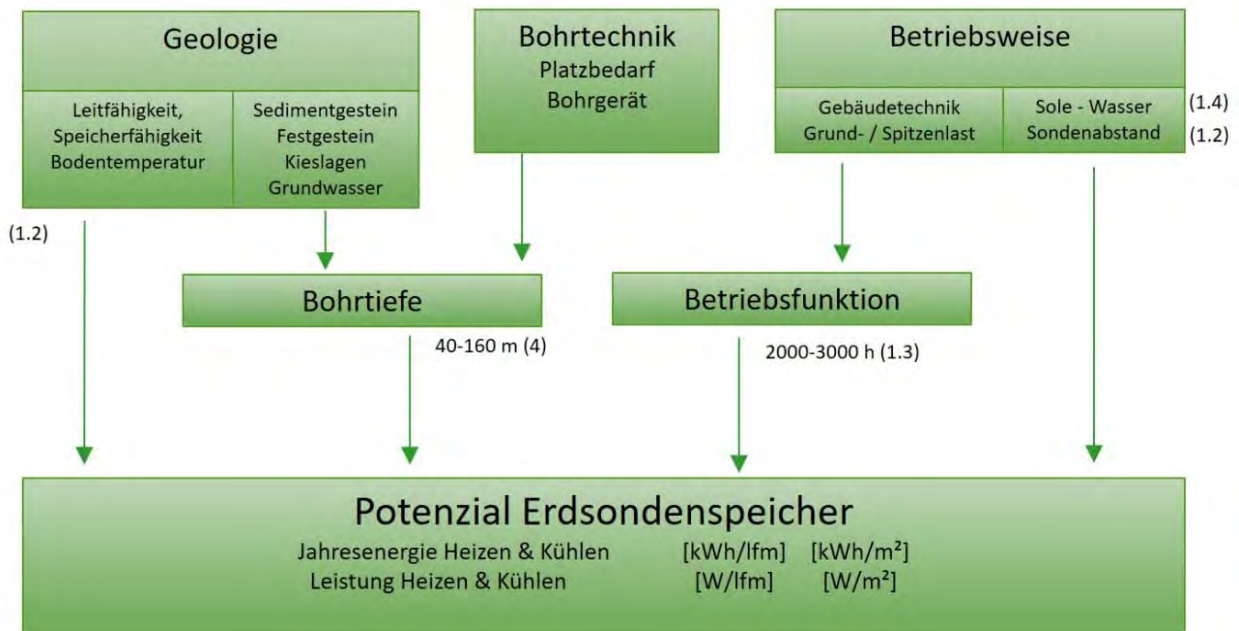 Geologie
Leitfähigkeit,
Speicherfähigkeit
Bodentemperatur
Sedimentgestein
Festgestein
Kieslagen
Grundwasser
Bohrtechnik
Platzbedarf
Bohrgerät
Betriebsweise
Gebäudetechnik
Grund- / Spitzenlast
Sole - Wasser
Sondenabstand
(1.4)
(1.2)
(1.2)
Bohrtiefe
Betriebsfunktion
40-160 m (4)
2000-3000 h (1.3)
Potenzial Erdsondenspeicher
Jahresenergie Heizen & Kühlen [kWh/lfm] [kWh/m²]
Leistung Heizen & Kühlen [W/lfm] [W/m²]